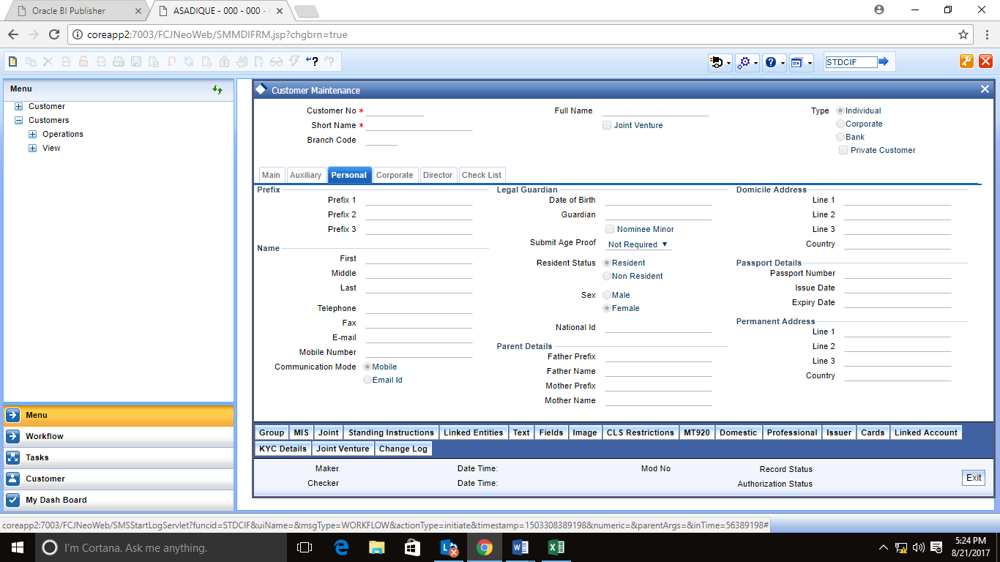 Oracle BI Publisher
ASADIQUE - 000 - 000 -
coreapp2:7003/FCJNeoWeb/SMMDIFRM.jsp?chgbrn=true
STDCIF
Menu
Customer
Customers
Operations
View
Customer Maintenance
Customer No *
Full Name
Type
Individual
Short Name *
Joint Venture
Corporate
Branch Code
Bank
Private Customer
Main Auxiliary Personal Corporate Director Check List
Prefix
Prefix 1
Prefix 2
Prefix 3
Name
First
Middle
Last
Telephone
Fax
E-mail
Mobile Number
Communication Mode Mobile
Email Id
Legal Guardian
Date of Birth
Guardian
Nominee Minor
Submit Age Proof Not Required
Resident Status Resident
Non Resident
Sex Male
Female
National Id
Parent Details
Father Prefix
Father Name
Mother Prefix
Mother Name
Domicile Address
Line 1
Line 2
Line 3
Country
Passport Details
Passport Number
Issue Date
Expiry Date
Permanent Address
Line 1
Line 2
Line 3
Country
Group MIS Joint Standing Instructions Linked Entities Text Fields Image CLS Restrictions MT920 Domestic Professional Issuer Cards Linked Account
KYC Details Joint Venture Change Log
Maker Date Time: Mod No Record Status
Checker Date Time: Authorization Status
Exit
Menu
Workflow
Tasks
Customer
My Dash Board
coreapp2:7003/FCJNeoWeb/SMSStartLogServlet?funcid=STDCIF&uiName=&msgType=WORKFLOW&actionType=initiate&timestamp=1503308389198&numeric=&parentArgs=&inTime=56389198#
I'm Cortana. Ask me anything.
5:24 PM
8/21/2017